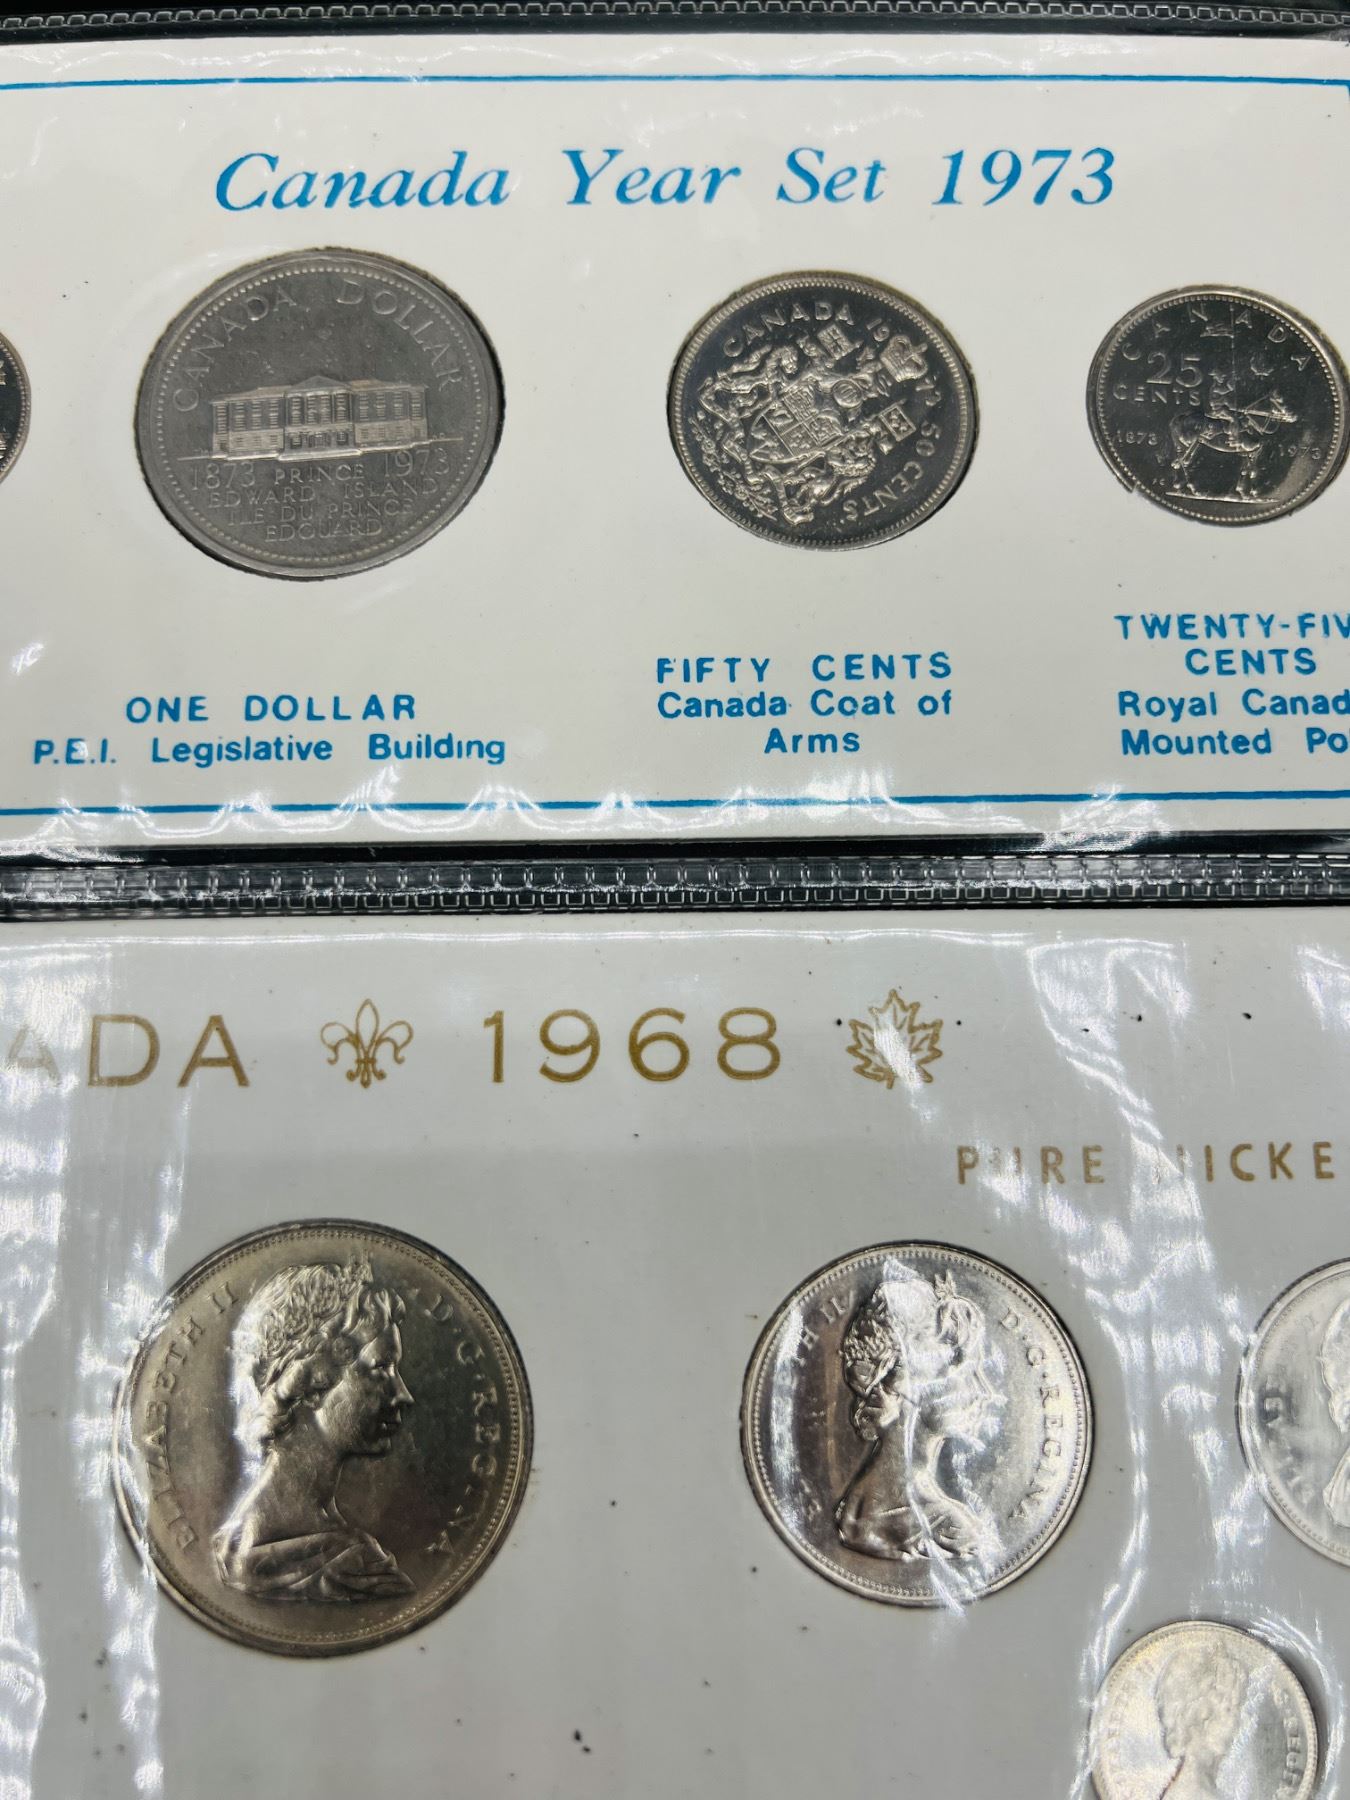 Canada Year Set 1973
CANADA DOLLAR
1873 PRINCE 1973
EDWARD ISLAND
ILE DU PRINCE
EDOUARD
CANADA 19
50 CENTS
CANADA
25
CENTS
1873 1973
ONE DOLLAR
P.E.I. Legislative Building
FIFTY CENTS
Canada Coat of
Arms
TWENTY-FIV
CENTS
Royal Canad
Mounted Po
ADA 1968
PURE NICKE
ELIZABETH II D·G·REGINA
ELIZABETH II D·G·REGINA